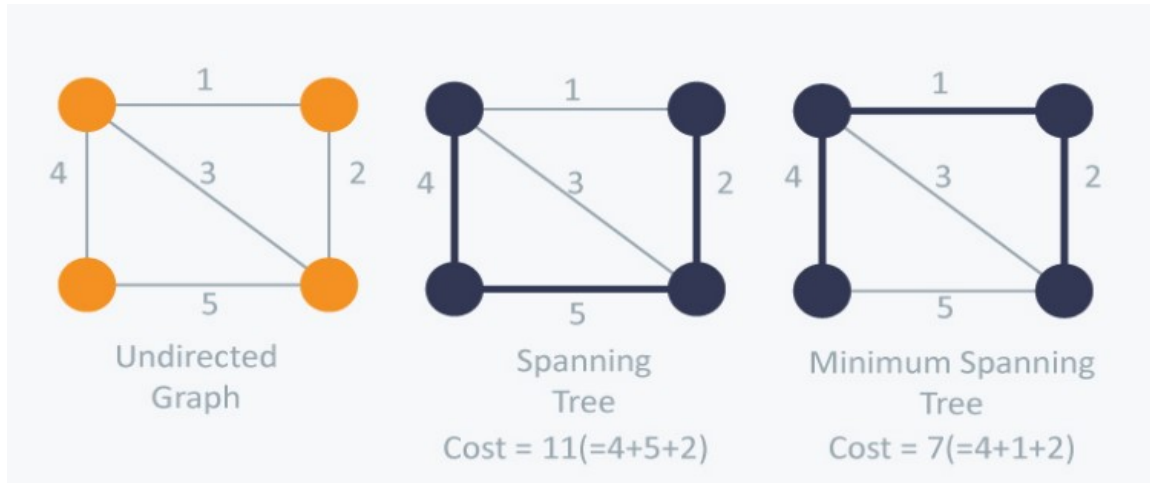 1
4
3
2
5
Undirected
Graph
1
4
3
2
5
Spanning
Tree
Cost = 11(=4+5+2)
1
4
3
2
5
Minimum Spanning
Tree
Cost = 7(=4+1+2)